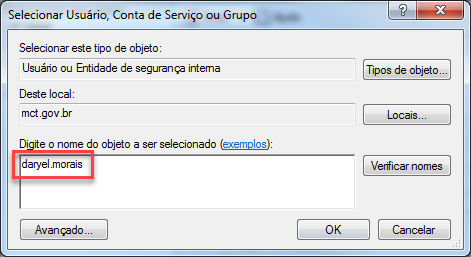 Selecionar Usuário, Conta de Serviço ou Grupo
Selecionar este tipo de objeto:
Usuário ou Entidade de segurança interna
Tipos de objeto...
Deste local:
mct.gov.br
Locais...
Digite o nome do objeto a ser selecionado (exemplos):
daryel.morais
Verificar nomes
Avançado...
OK
Cancelar